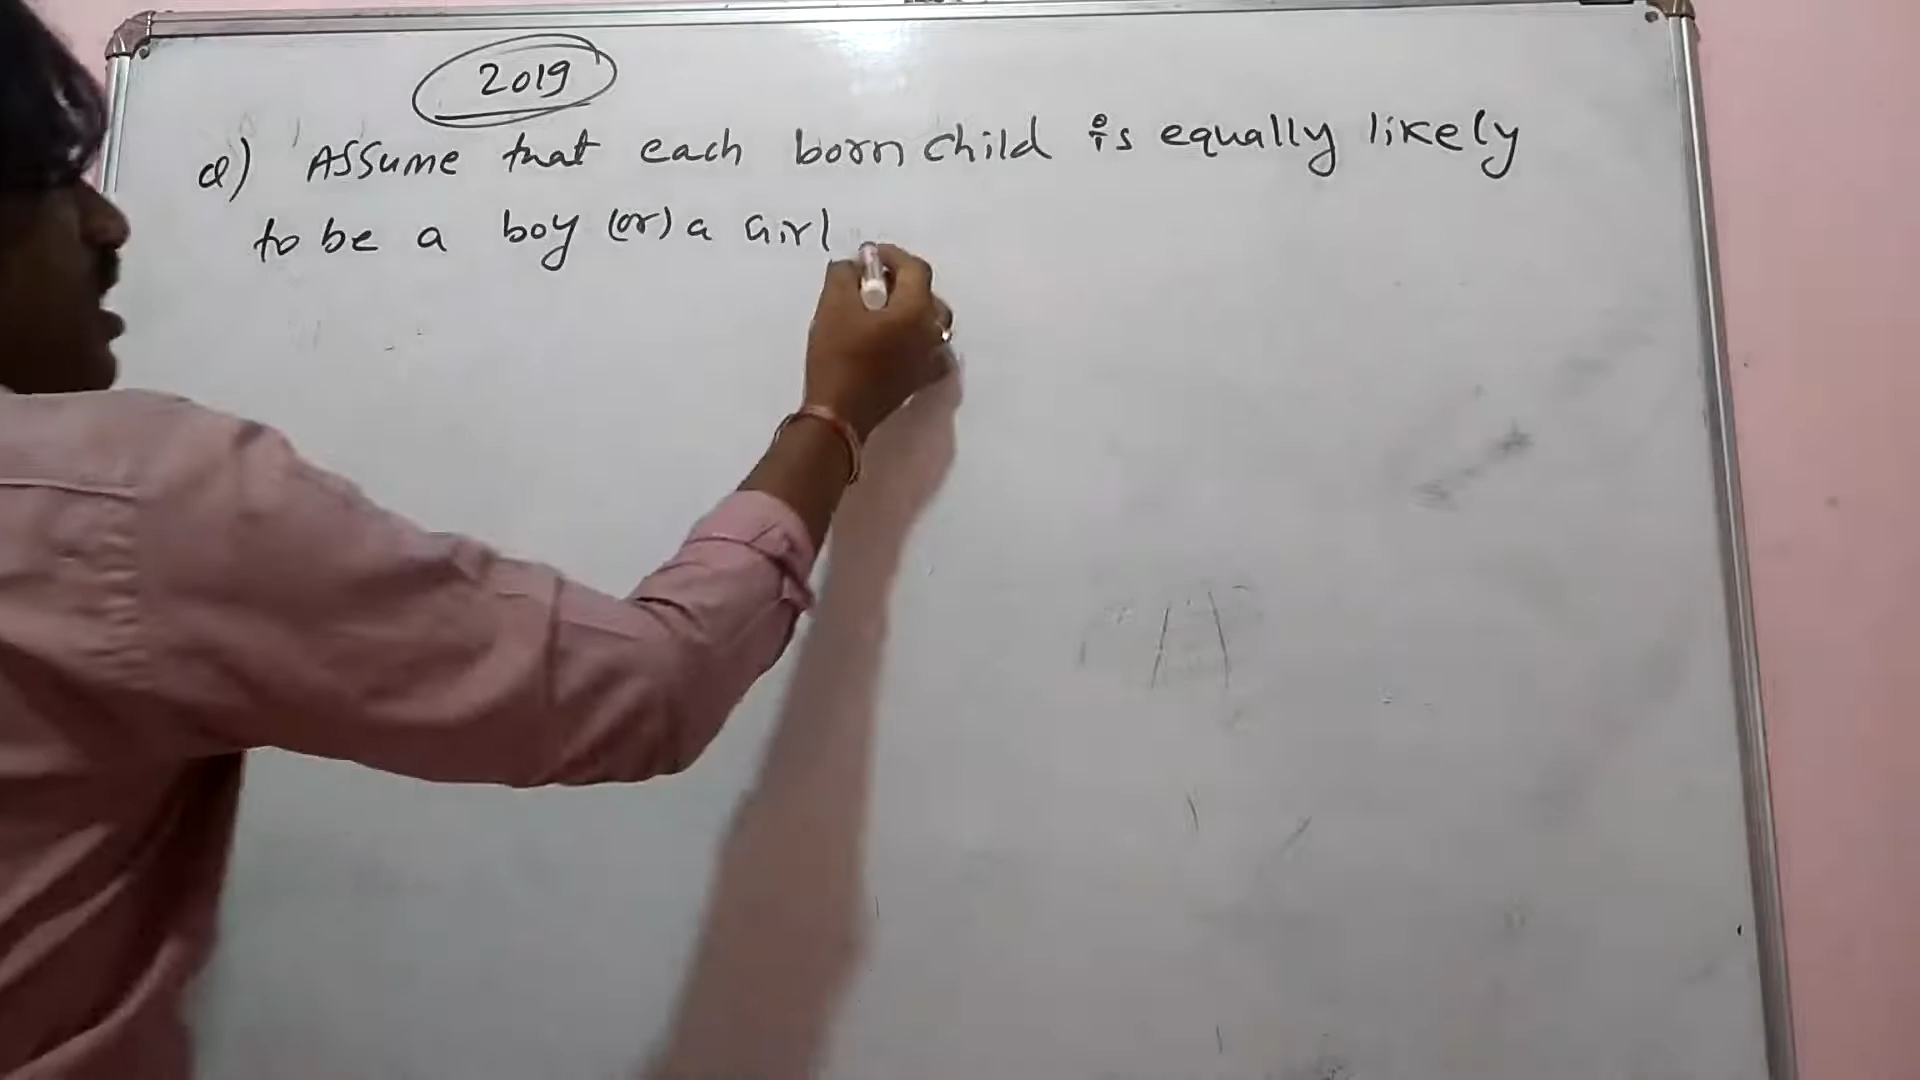 2019
Q) Assume that each born child is equally likely
to be a boy (or) a Girl